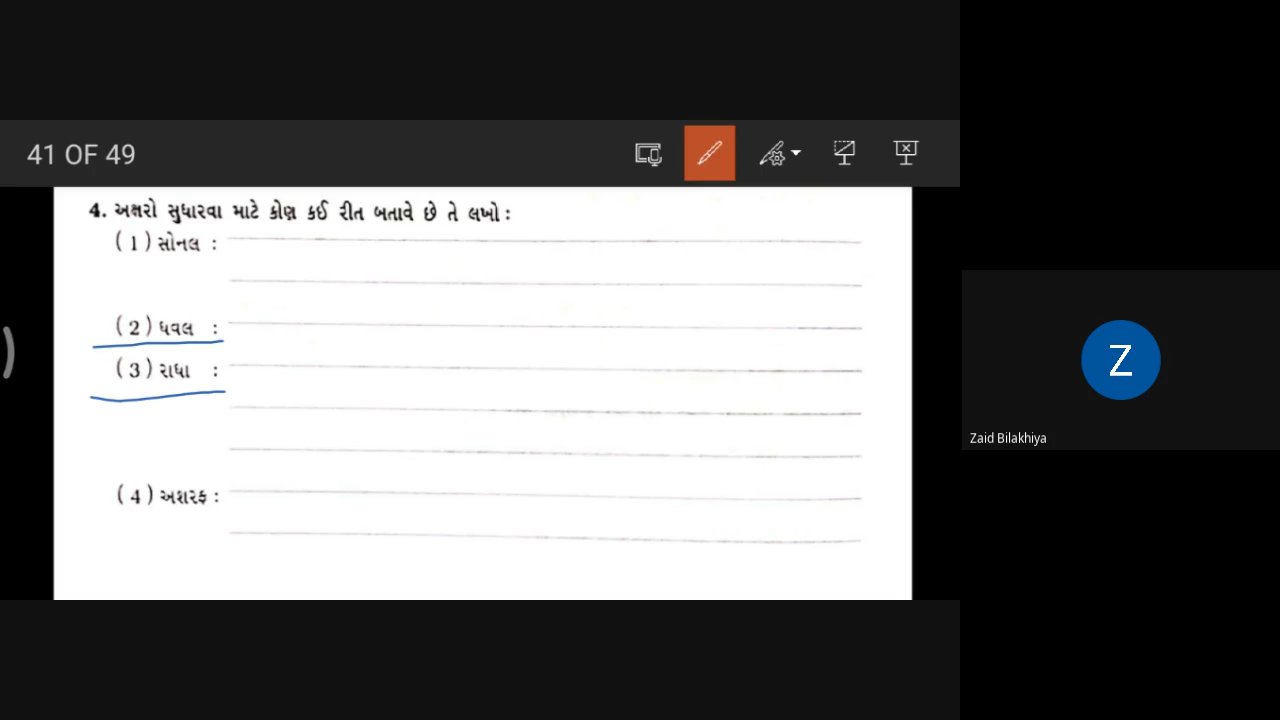 41 OF 49
4. અક્ષરો સુધારવા માટે કોણ કઈ રીત બતાવે છે તે લખો :
(1) સોનલ :
(2) ધવલ :
(3) રાધા :
(4) અશરફ :
Z
Zaid Bilakhiya